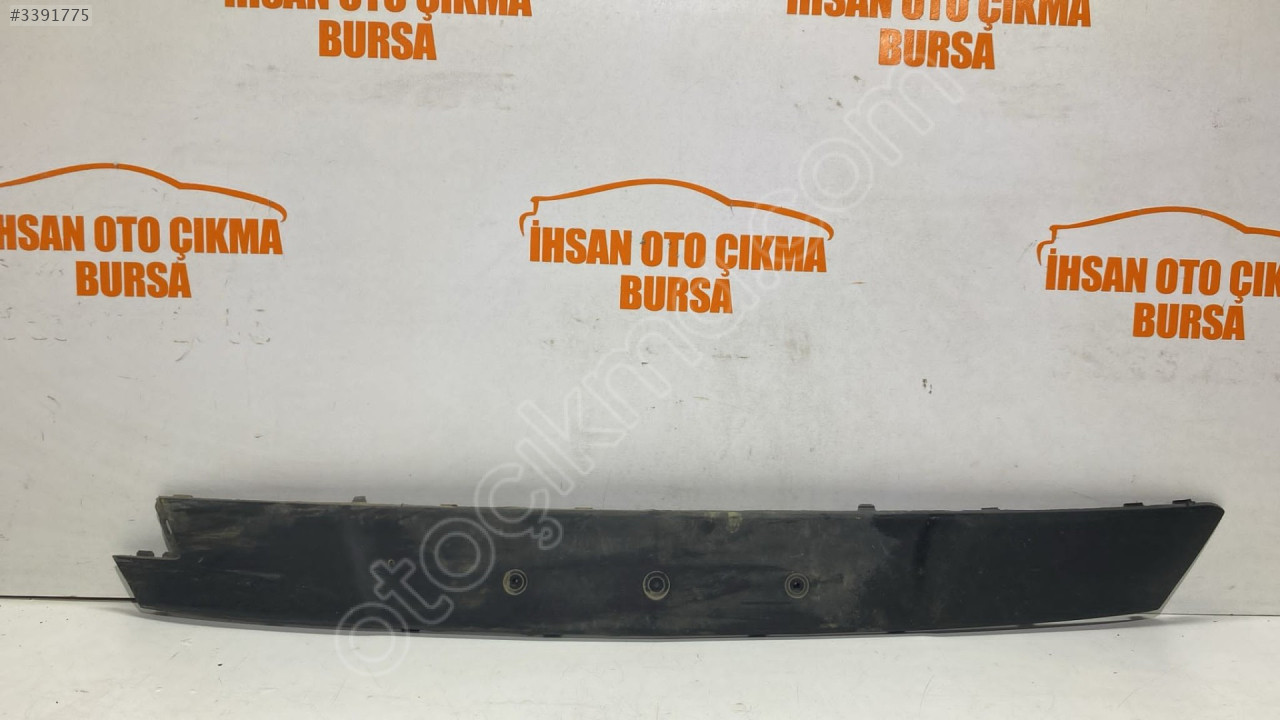 #3391775
İHSAN OTO ÇIKMA
BURSA
İHSAN OTO ÇIKMA
BURSA
HSAN OTO ÇIKMA
BURSA
İHSAN OTO ÇIKMA
BURSA
İHSAN OTO ÇI
BURSA
otoçıkma.com